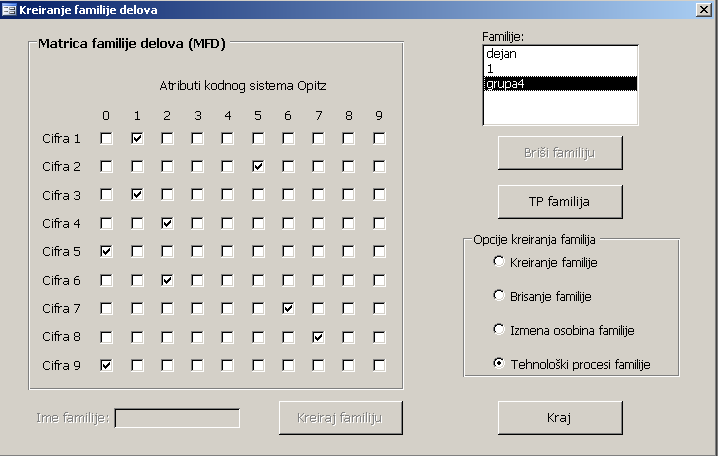 Kreiranje familije delova
Matrica familije delova (MFD)
Atributi kodnog sistema Opitz
0 1 2 3 4 5 6 7 8 9
Cifra 1
Cifra 2
Cifra 3
Cifra 4
Cifra 5
Cifra 6
Cifra 7
Cifra 8
Cifra 9
Ime familije:
Kreiraj familiju
Familije:
dejan
1
grupa4
Briši familiju
TP familija
Opcije kreiranja familija
Kreiranje familije
Brisanje familije
Izmena osobina familije
Tehnološki procesi familije
Kraj